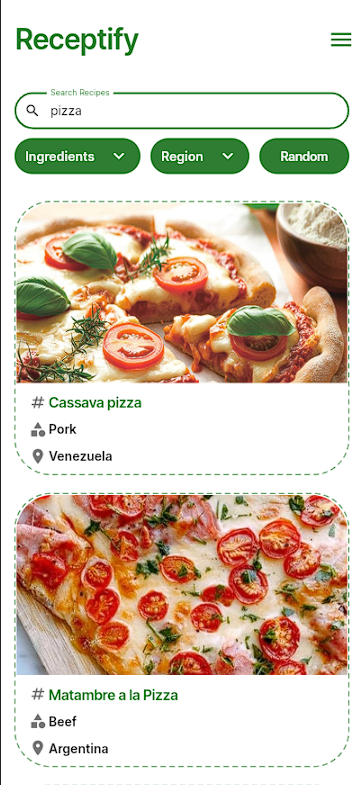 Receptify
Search Recipes
pizza
Ingredients Region Random
# Cassava pizza
Pork
Venezuela
# Matambre a la Pizza
Beef
Argentina